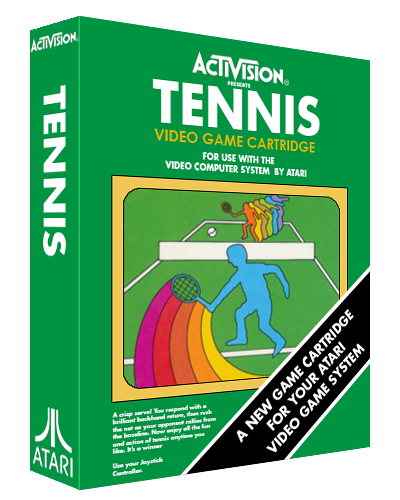 ACTIVISION
TENNIS
ATARI
ACTIVISION®
PRESENTS
TENNIS
VIDEO GAME CARTRIDGE
FOR USE WITH THE
VIDEO COMPUTER SYSTEM BY ATARI
A crisp serve! You respond with a
brilliant backhand return, then rush
the net as your opponent rallies from
the baseline. Now enjoy all the fun
and action of tennis anytime you
like. It's a winner
Use your Joystick
Controller.
A NEW GAME CARTRIDGE
FOR YOUR ATARI
VIDEO GAME SYSTEM